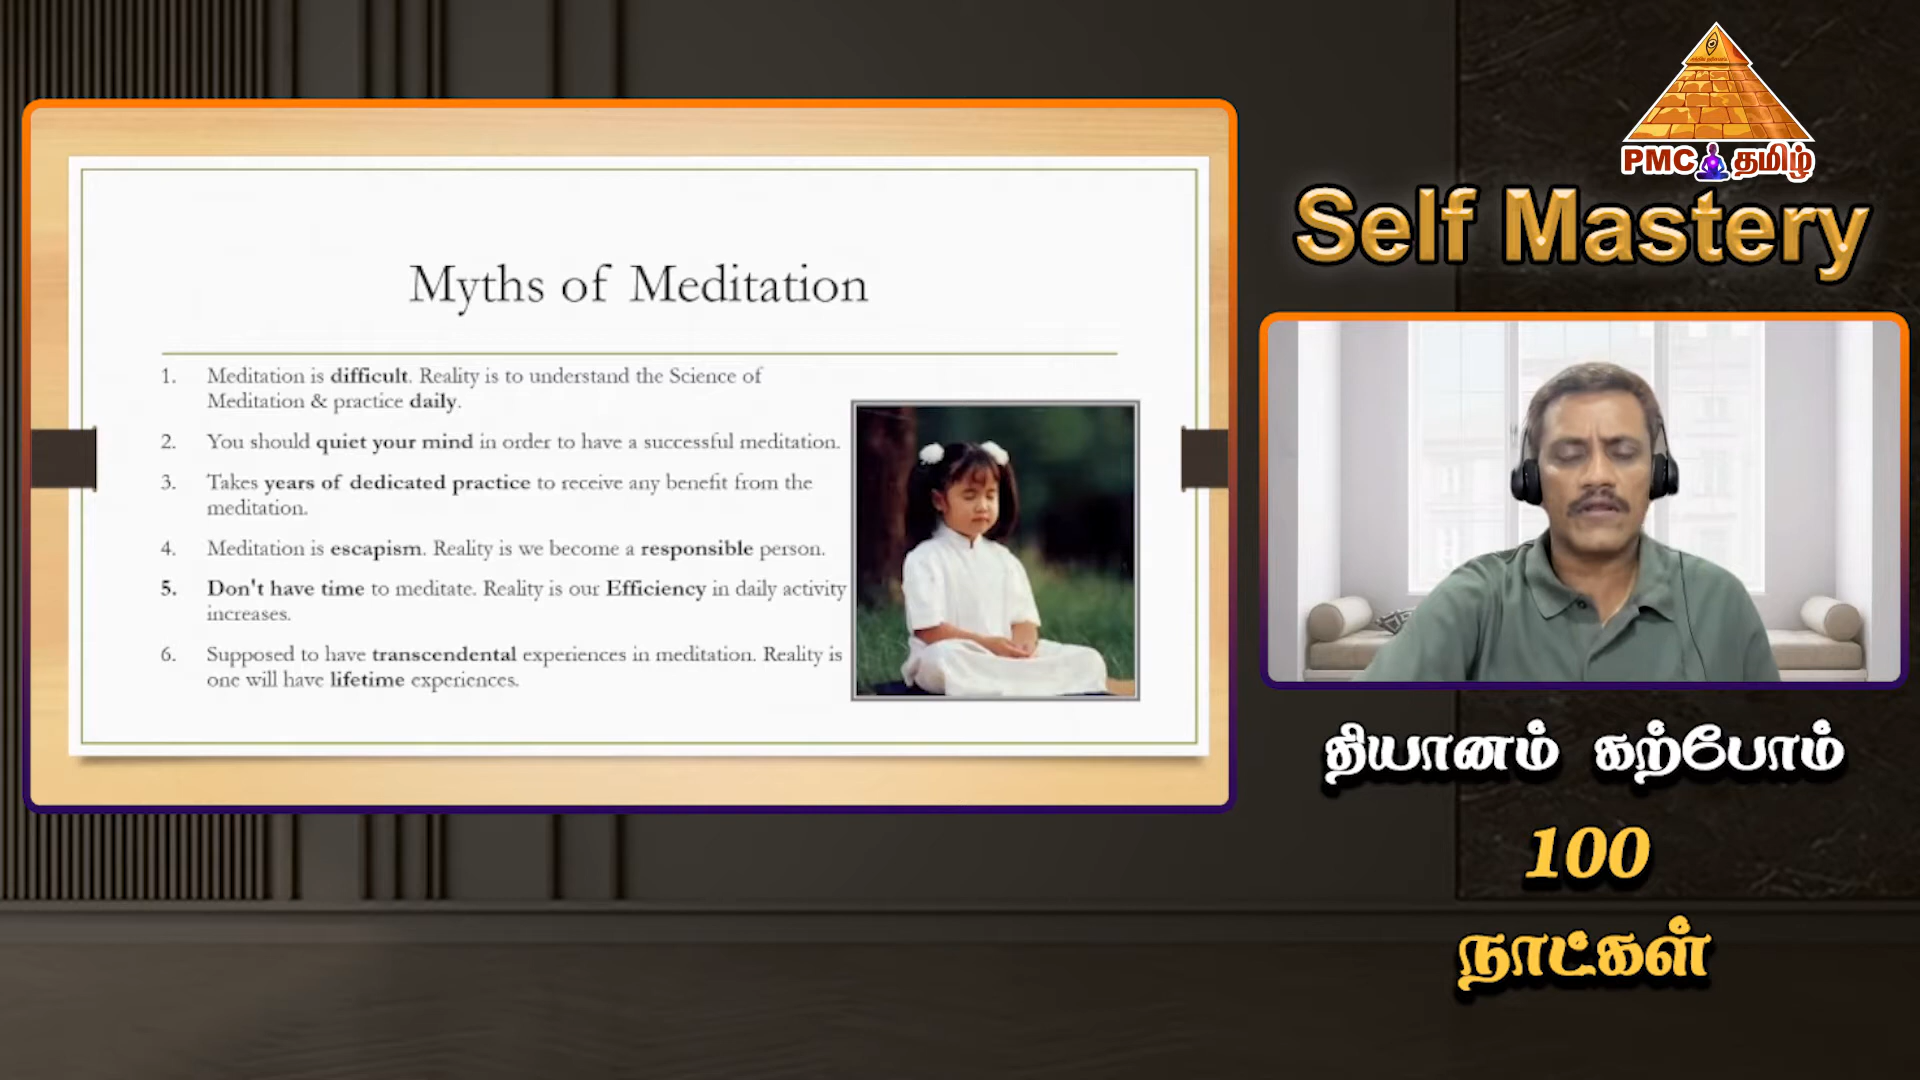 PMC தமிழ்
Self Mastery
Myths of Meditation
1. Meditation is difficult. Reality is to understand the Science of
Meditation & practice daily.
2. You should quiet your mind in order to have a successful meditation.
3. Takes years of dedicated practice to receive any benefit from the
meditation.
4. Meditation is escapism. Reality is we become a responsible person.
5. Don't have time to meditate. Reality is our Efficiency in daily activity
increases.
6. Supposed to have transcendental experiences in meditation. Reality is
one will have lifetime experiences.
தியானம் கற்போம்
100
நாட்கள்